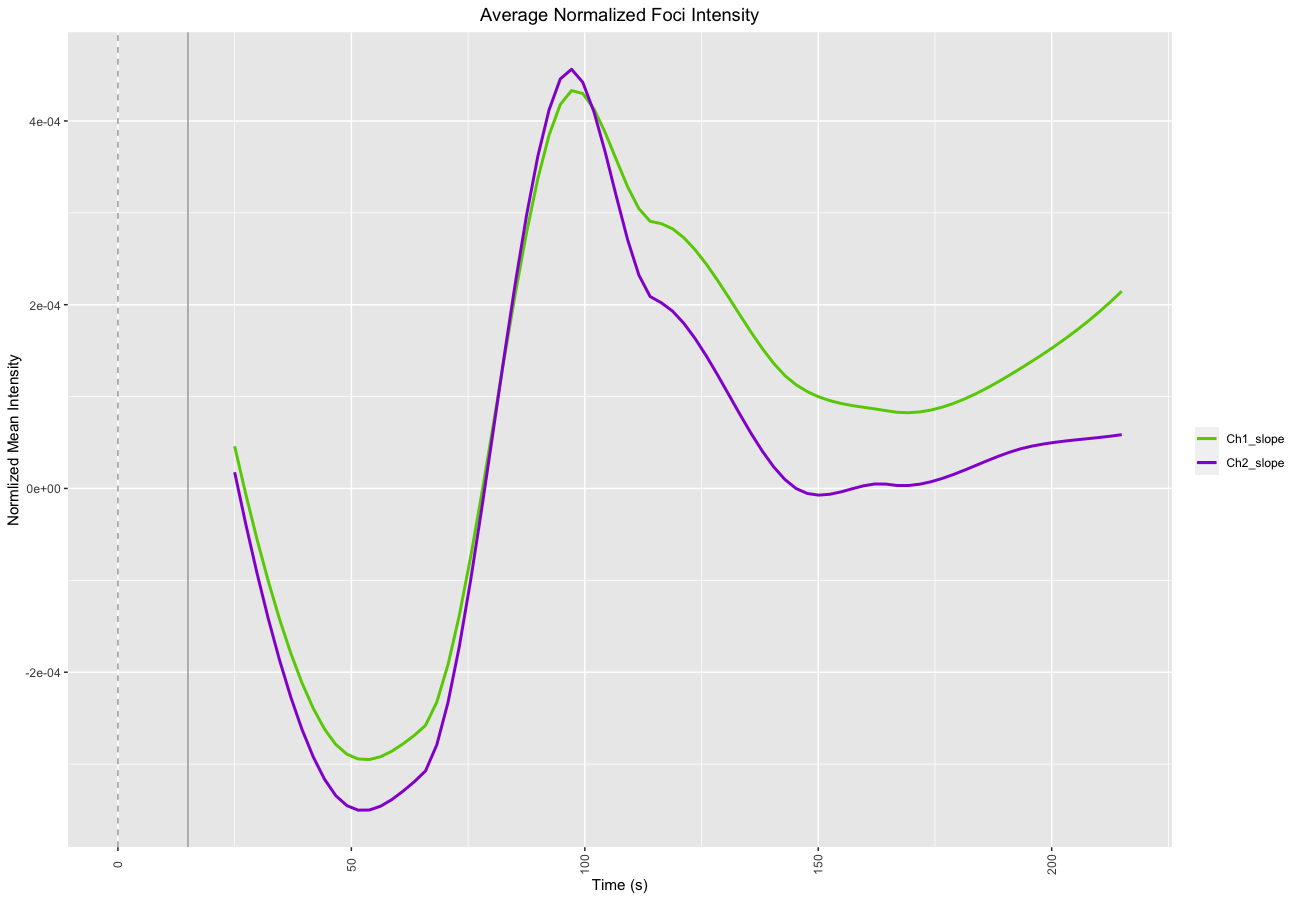 Average Normalized Foci Intensity
Normlized Mean Intensity
4e-04
2e-04
0e+00
-2e-04
0
50
100
150
200
Time (s)
Ch1_slope
Ch2_slope